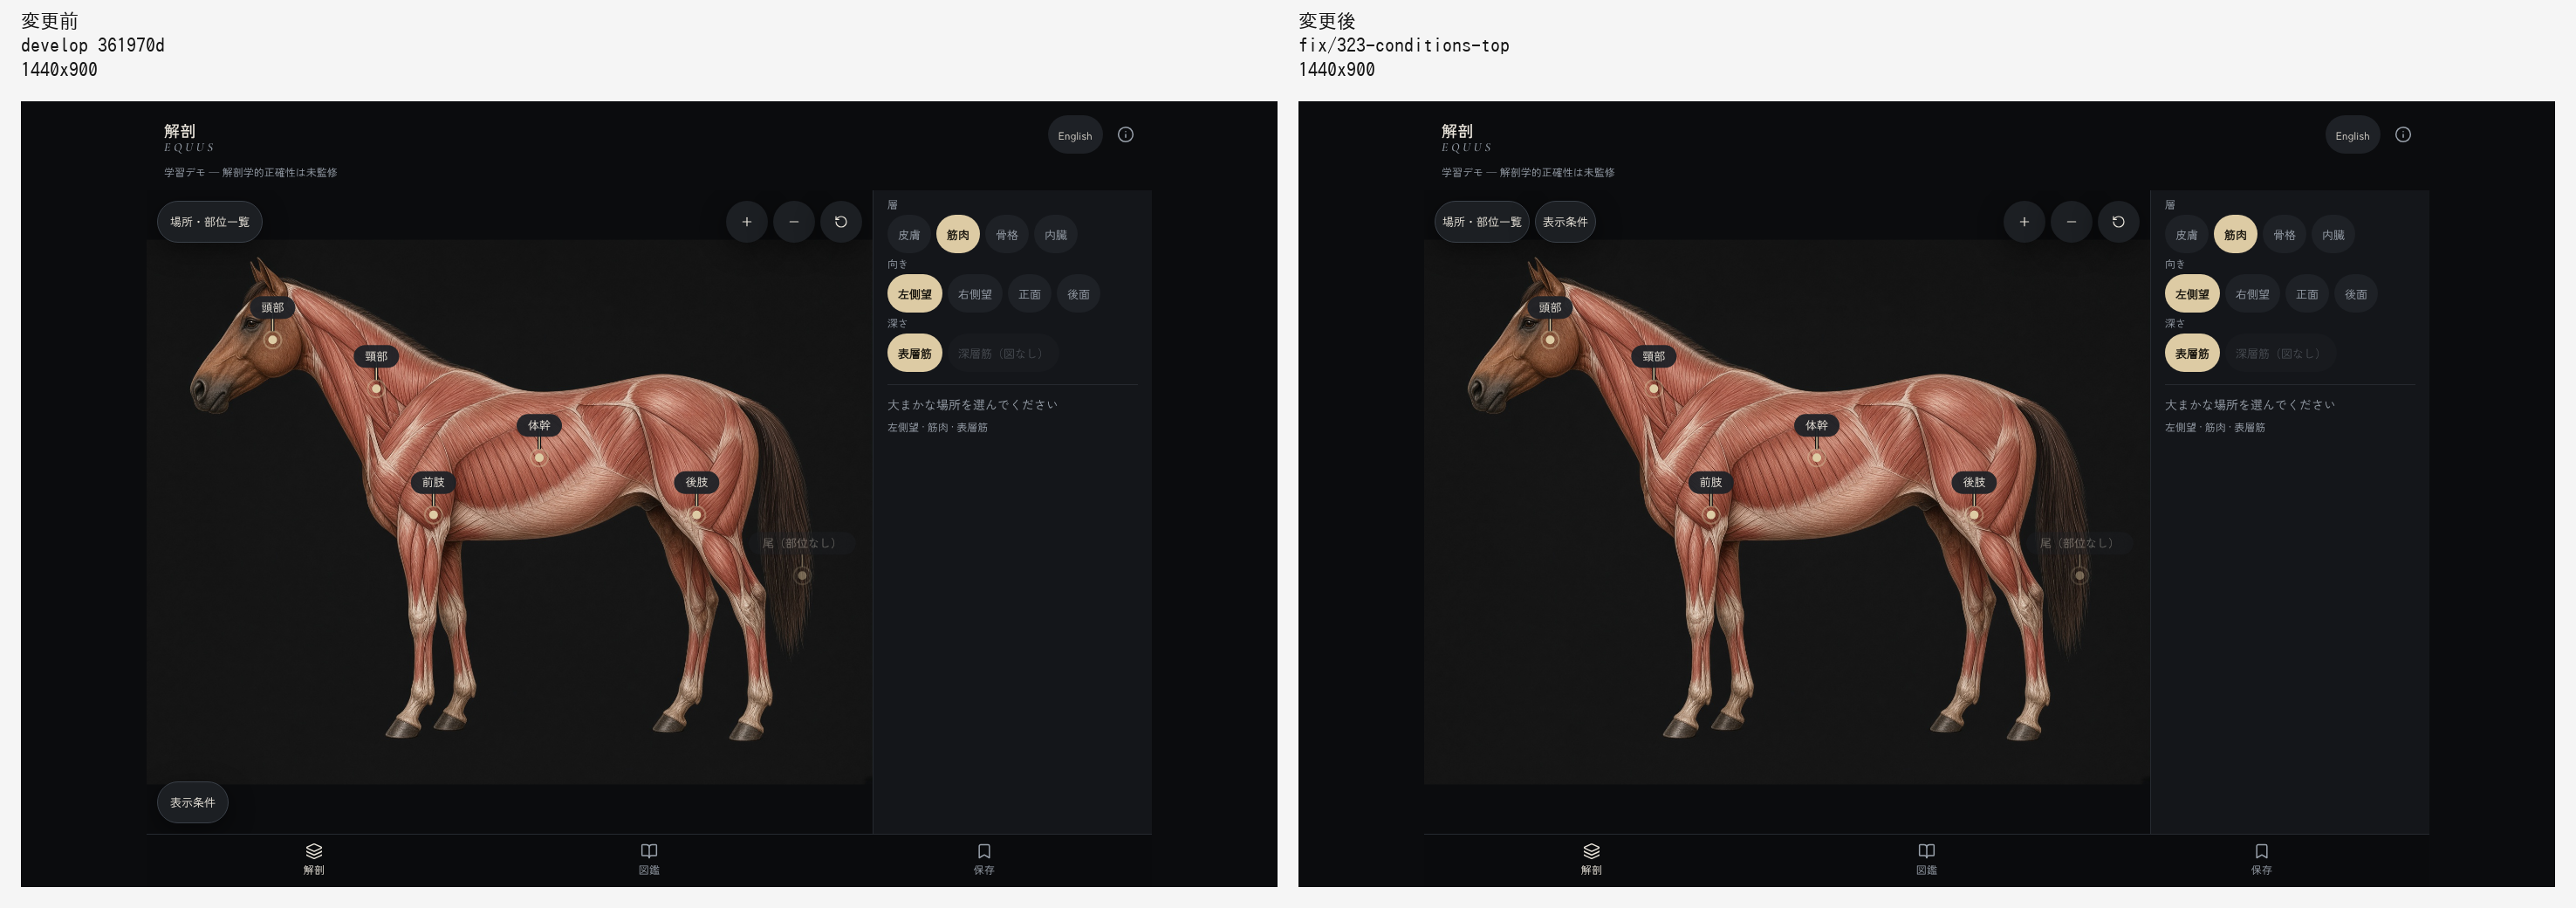 変更前
develop 361970d
1440x900
解剖
EQUUS
English
学習デモ — 解剖学的正確性は未監修
場所・部位一覧
層
皮膚 筋肉 骨格 内臓
向き
左側望 右側望 正面 後面
深さ
表層筋 深層筋（図なし）
大まかな場所を選んでください
左側望 · 筋肉 · 表層筋
頭部
頸部
体幹
前肢
後肢
尾（部位なし）
表示条件
解剖 図鑑 保存
変更後
fix/323-conditions-top
1440x900
解剖
EQUUS
English
学習デモ — 解剖学的正確性は未監修
場所・部位一覧 表示条件
層
皮膚 筋肉 骨格 内臓
向き
左側望 右側望 正面 後面
深さ
表層筋 深層筋（図なし）
大まかな場所を選んでください
左側望 · 筋肉 · 表層筋
頭部
頸部
体幹
前肢
後肢
尾（部位なし）
解剖 図鑑 保存